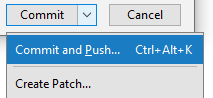 Commit Cancel
Commit and Push... Ctrl+Alt+K
Create Patch...